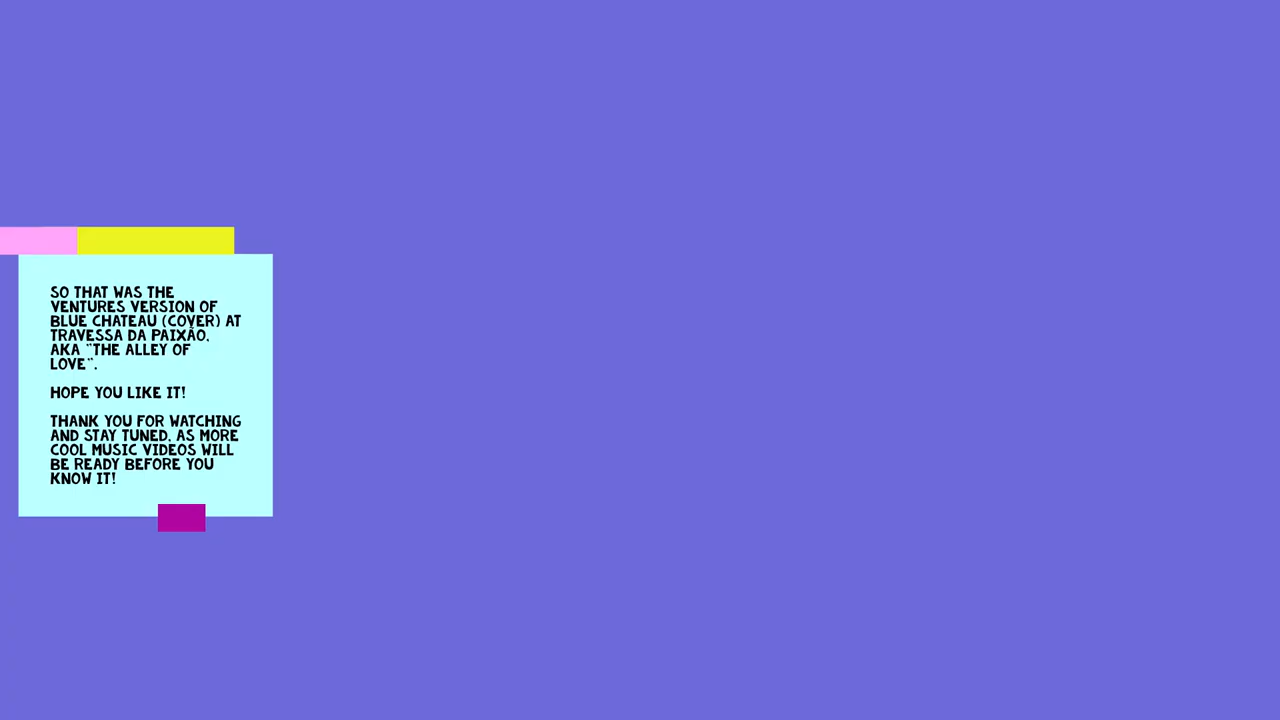 SO THAT WAS THE
VENTURES VERSION OF
BLUE CHATEAU (COVER) AT
TRAVESSA DA PAIXÃO,
AKA "THE ALLEY OF
LOVE".
HOPE YOU LIKE IT!
THANK YOU FOR WATCHING
AND STAY TUNED, AS MORE
COOL MUSIC VIDEOS WILL
BE READY BEFORE YOU
KNOW IT!